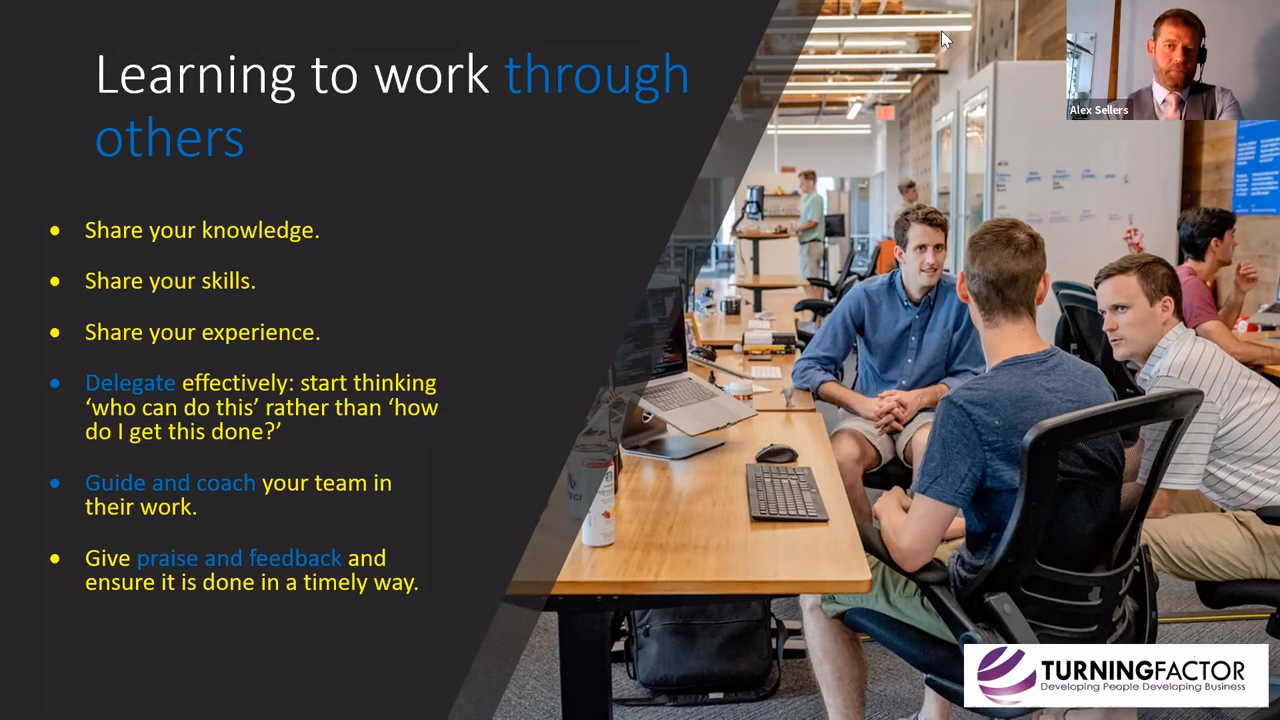 Learning to work through
others
Share your knowledge.
Share your skills.
Share your experience.
Delegate effectively: start thinking
‘who can do this’ rather than ‘how
do I get this done?’
Guide and coach your team in
their work.
Give praise and feedback and
ensure it is done in a timely way.
Alex Sellers
TURNINGFACTOR
Developing People Developing Business